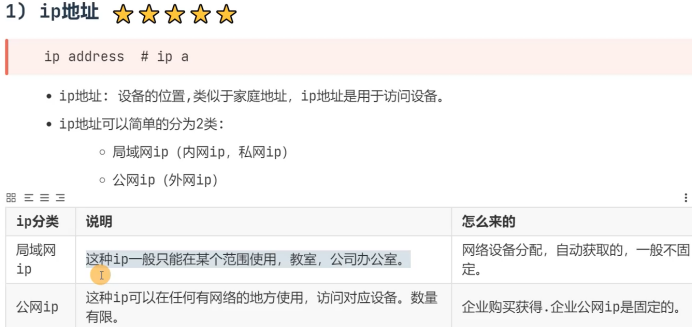 1) ip地址 ⭐⭐⭐⭐⭐
ip address  # ip a
• ip地址: 设备的位置,类似于家庭地址, ip地址是用于访问设备。
• ip地址可以简单的分为2类:
○ 局域网ip (内网ip, 私网ip)
○ 公网ip (外网ip)
ip分类 说明 怎么来的
局域网ip 这种ip一般只能在某个范围使用, 教室, 公司办公室。 网络设备分配, 自动获取的, 一般不固定。
公网ip 这种ip可以在任何有网络的地方使用, 访问对应设备。数量有限。 企业购买获得.企业公网ip是固定的。